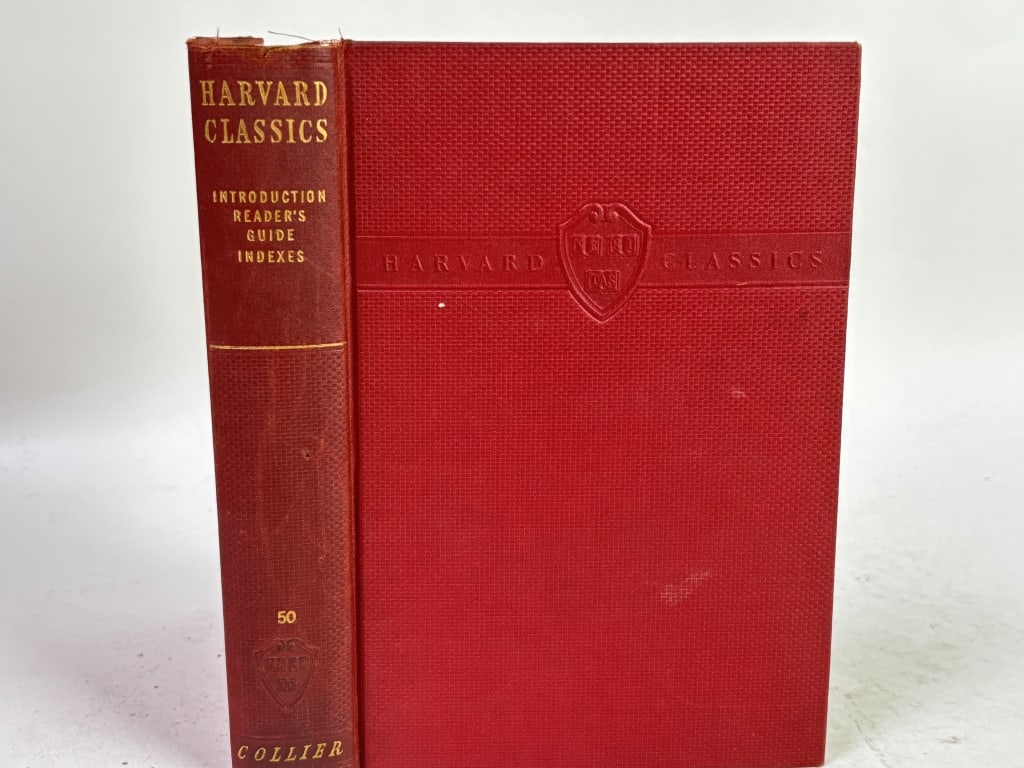 HARVARD
CLASSICS
INTRODUCTION
READER'S
GUIDE
INDEXES
50
COLLIER
HARVARD CLASSICS